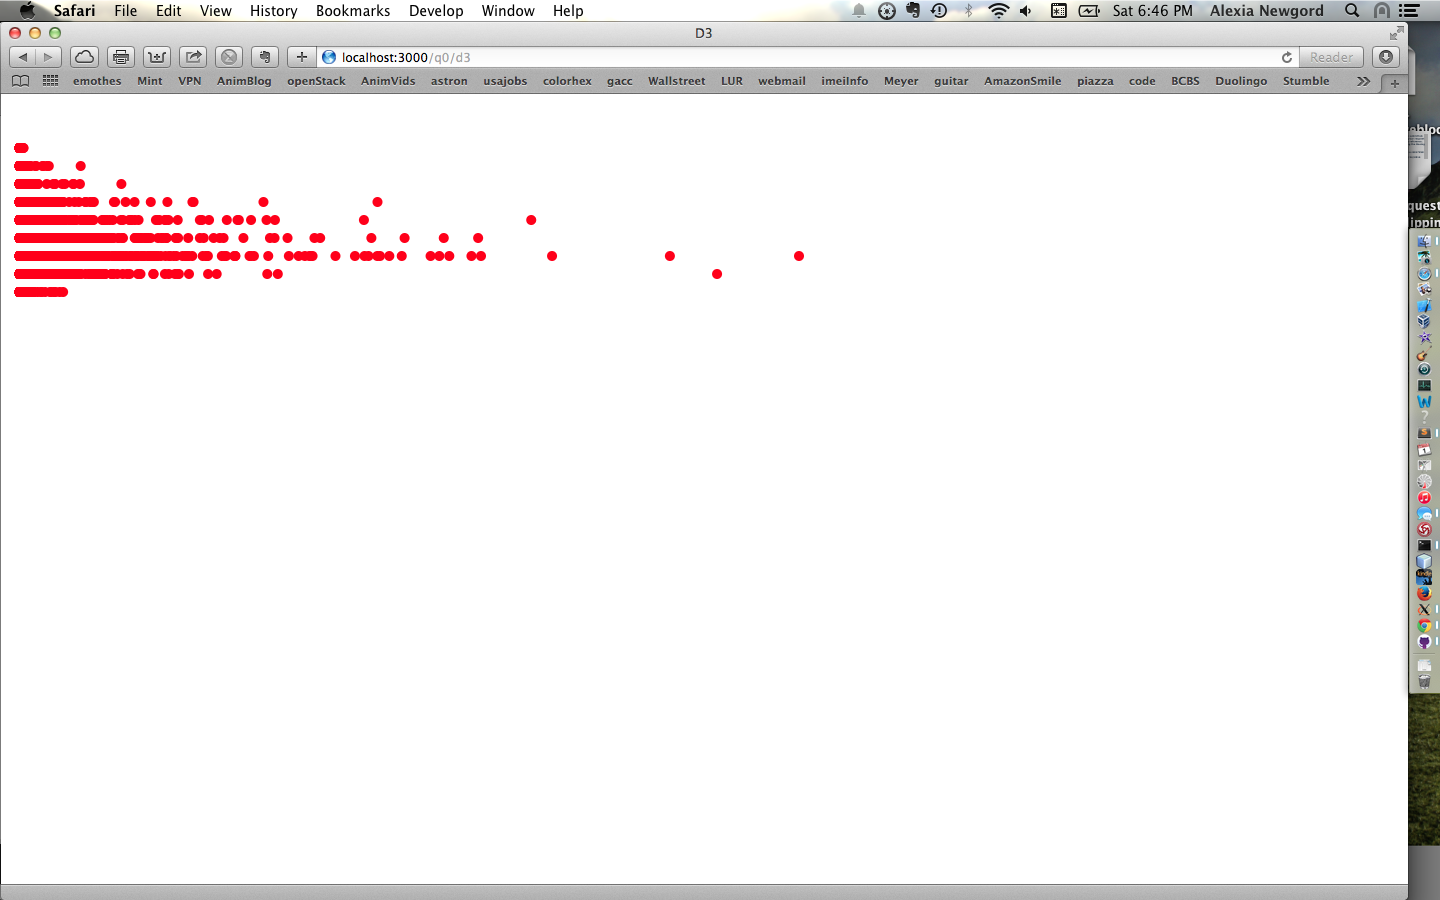 Safari File Edit View History Bookmarks Develop Window Help Sat 6:46 PM Alexia Newgord
D3
localhost:3000/q0/d3 Reader
emothes Mint VPN AnimBlog openStack AnimVids astron usajobs colorhex gacc Wallstreet LUR webmail imeiInfo Meyer guitar AmazonSmile piazza code BCBS Duolingo Stumble